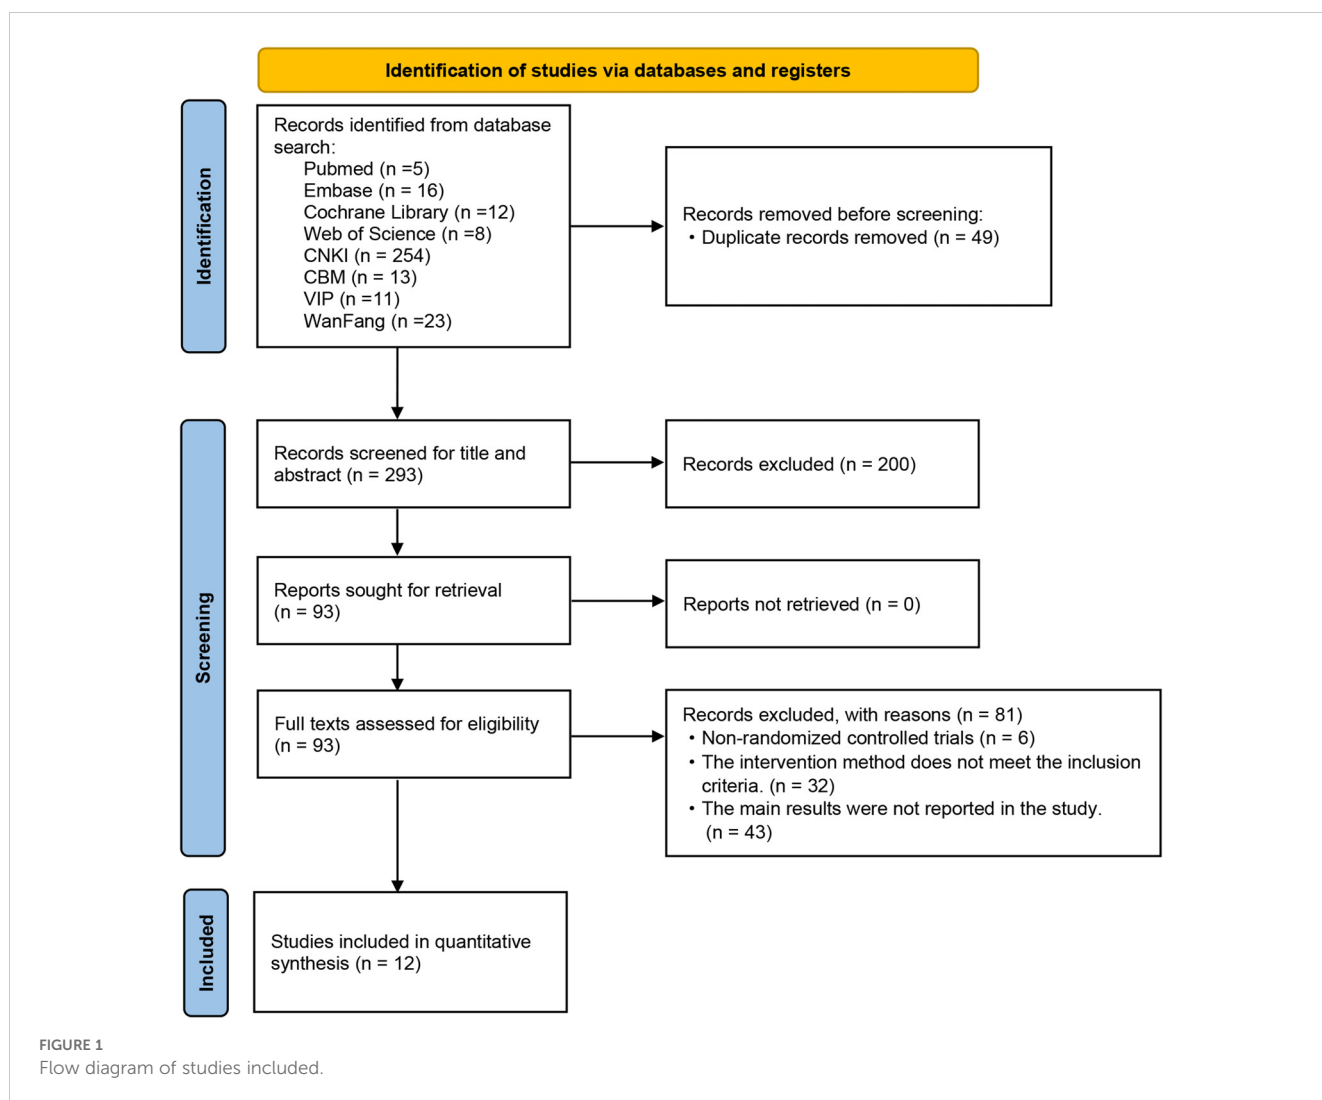 Identification of studies via databases and registers
Identification
Records identified from database
search:
Pubmed (n =5)
Embase (n = 16)
Cochrane Library (n =12)
Web of Science (n =8)
CNKI (n = 254)
CBM (n = 13)
VIP (n =11)
WanFang (n =23)
Records removed before screening:
• Duplicate records removed (n = 49)
Screening
Records screened for title and
abstract (n = 293)
Records excluded (n = 200)
Reports sought for retrieval
(n = 93)
Reports not retrieved (n = 0)
Full texts assessed for eligibility
(n = 93)
Records excluded, with reasons (n = 81)
• Non-randomized controlled trials (n = 6)
• The intervention method does not meet the inclusion
criteria. (n = 32)
• The main results were not reported in the study.
(n = 43)
Included
Studies included in quantitative
synthesis (n = 12)
FIGURE 1
Flow diagram of studies included.